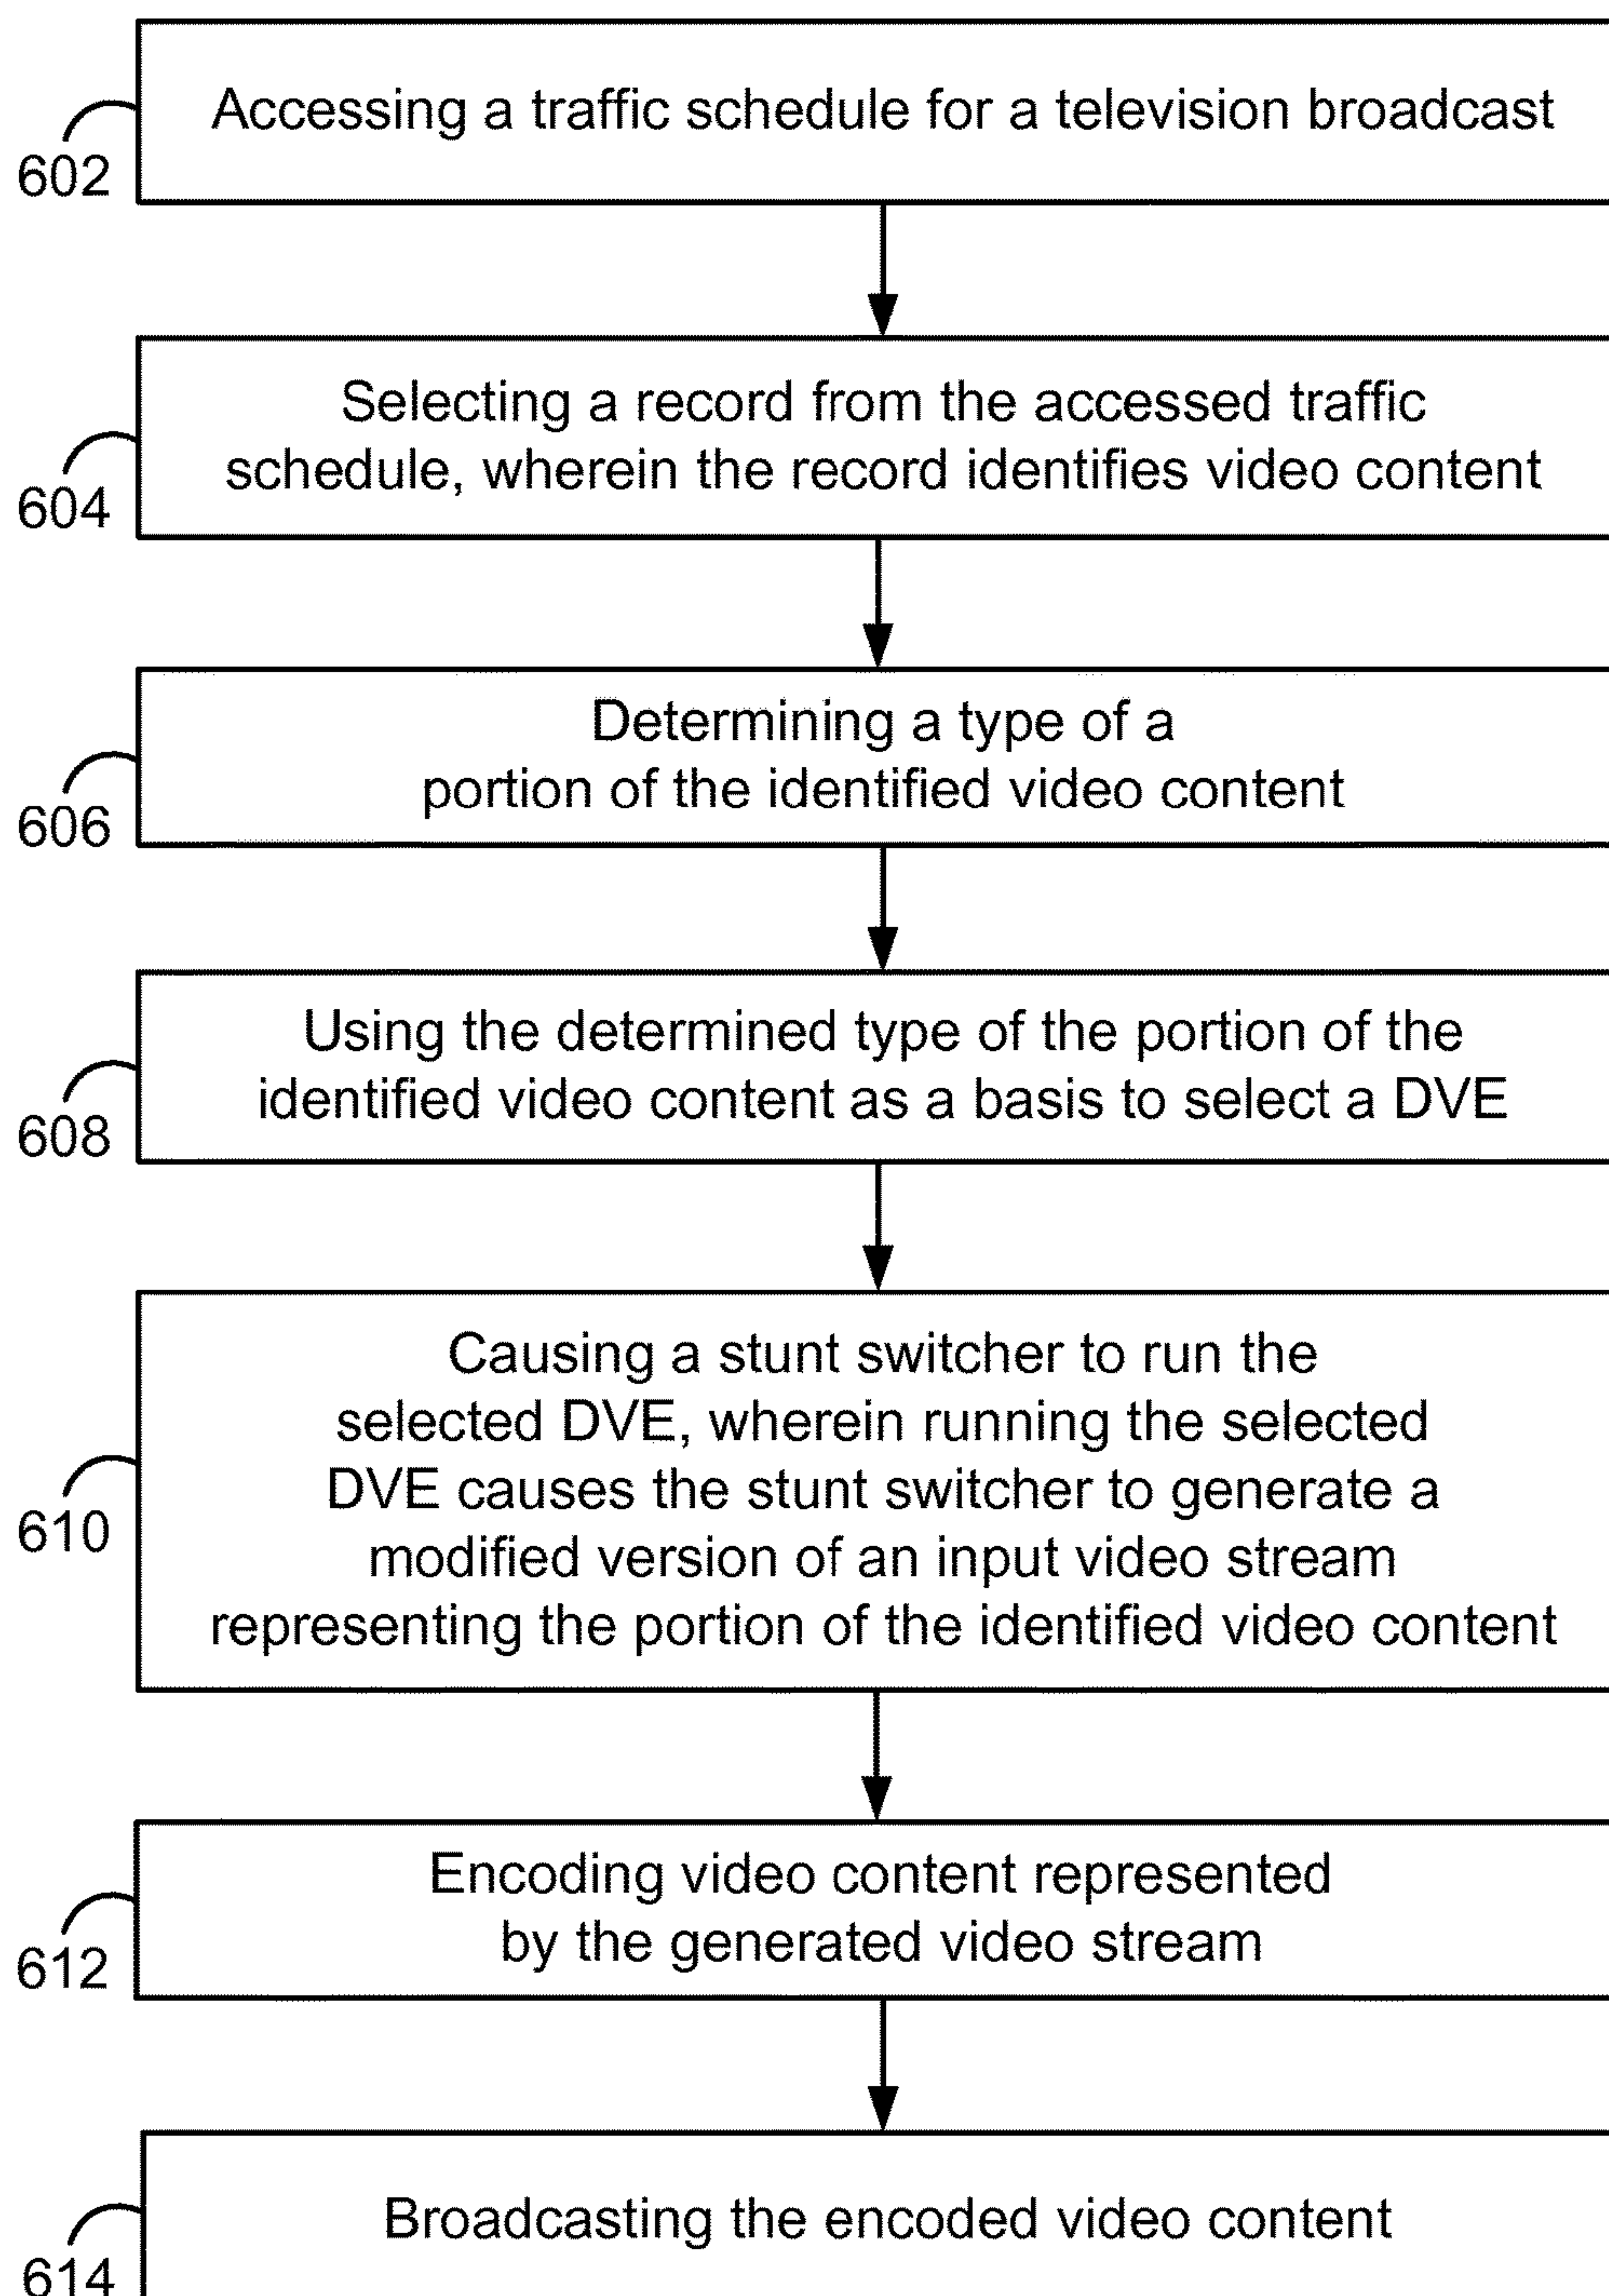 Accessing a traffic schedule for a television broadcast
602
Selecting a record from the accessed traffic
schedule, wherein the record identifies video content
604
Determining a type of a
portion of the identified video content
606
Using the determined type of the portion of the
identified video content as a basis to select a DVE
608
Causing a stunt switcher to run the
selected DVE, wherein running the selected
DVE causes the stunt switcher to generate a
modified version of an input video stream
representing the portion of the identified video content
610
Encoding video content represented
by the generated video stream
612
Broadcasting the encoded video content
614